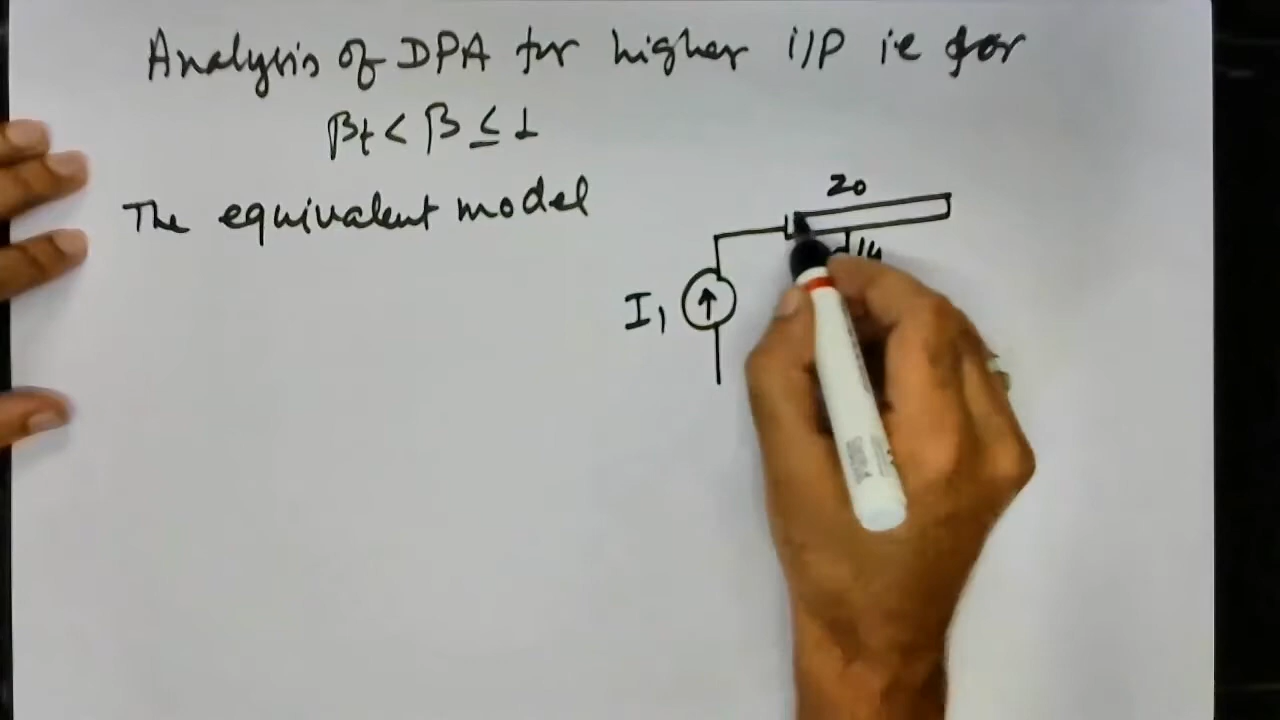 Analysis of DPA for higher i/p ie for
βt < β ≤ 1
The equivalent model
Z0
I1